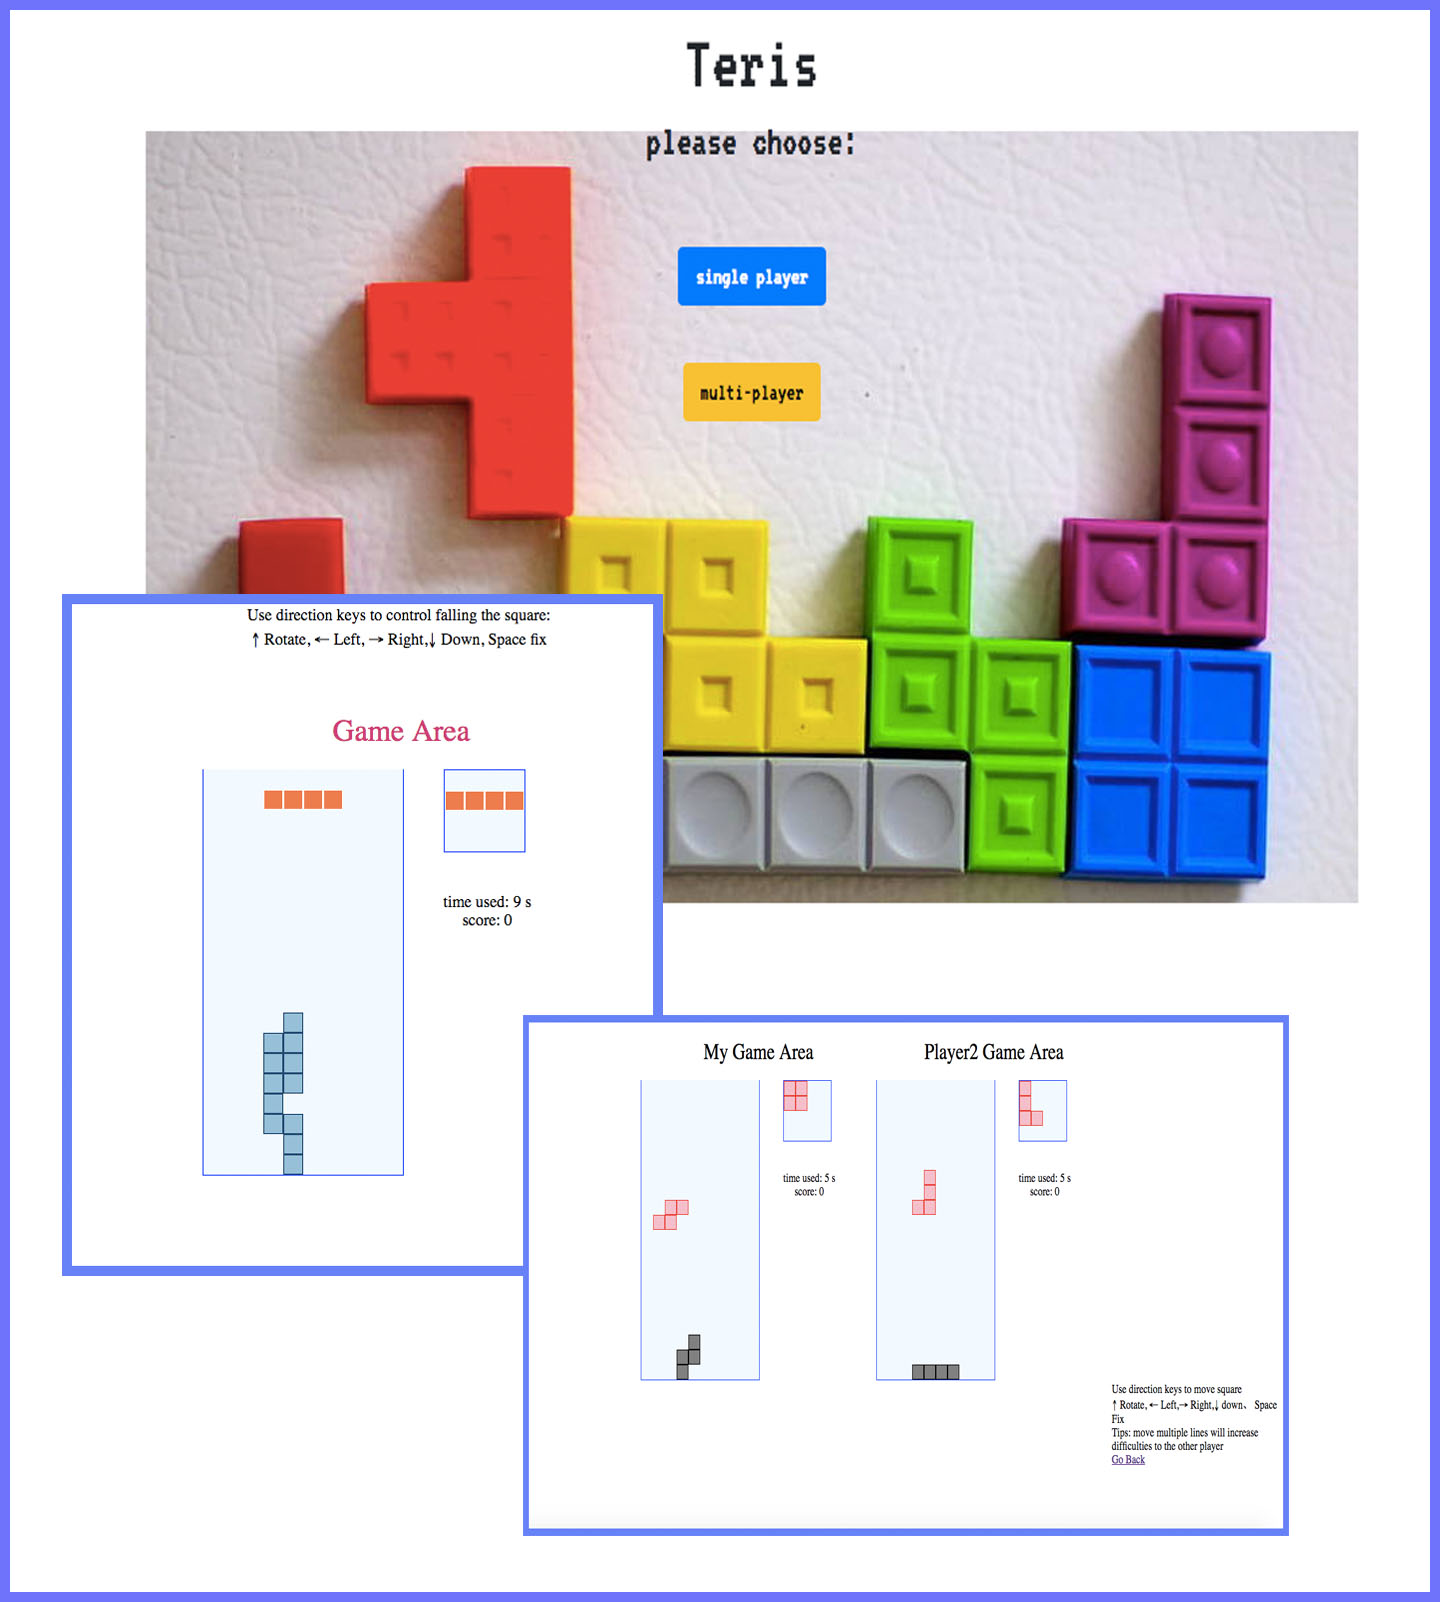 Teris
please choose:
single player
multi-player
Use direction keys to control falling the square:
↑ Rotate, ← Left, → Right,↓ Down, Space fix
Game Area
time used: 9 s
score: 0
My Game Area
Player2 Game Area
time used: 5 s
score: 0
time used: 5 s
score: 0
Use direction keys to move square
↑ Rotate, ← Left,→ Right,↓ down、 Space
Fix
Tips: move multiple lines will increase
difficulties to the other player
Go Back